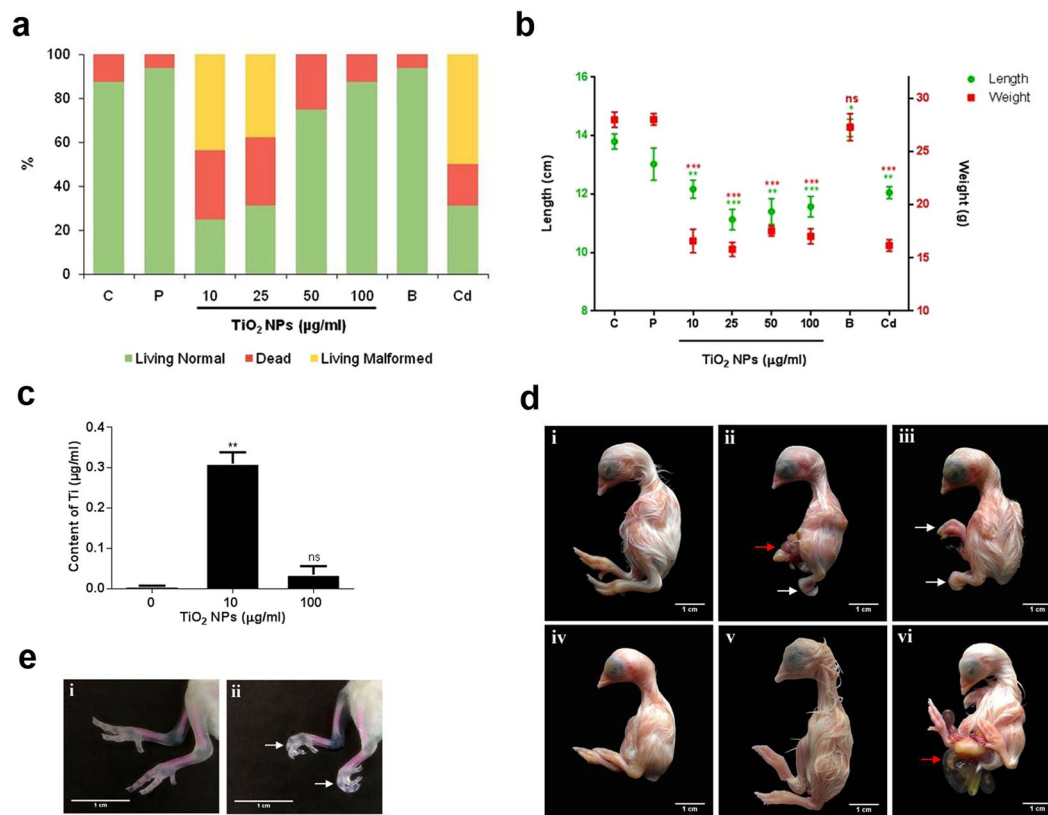 a
100
80
60
40
20
0
%
C P 10 25 50 100 B Cd
TiO₂ NPs (µg/ml)
Living Normal Dead Living Malformed
b
16
14
12
10
8
Length (cm)
30
25
20
15
10
Weight (g)
Length
Weight
*** ** *** *** *** ** *** *** ns * *** **
C P 10 25 50 100 B Cd
TiO₂ NPs (µg/ml)
c
0.4
0.3
0.2
0.1
0.0
Content of Ti (µg/ml)
**
ns
0 10 100
TiO₂ NPs (µg/ml)
d
i ii iii
1 cm 1 cm 1 cm
iv v vi
1 cm 1 cm 1 cm
e
i ii
1 cm 1 cm